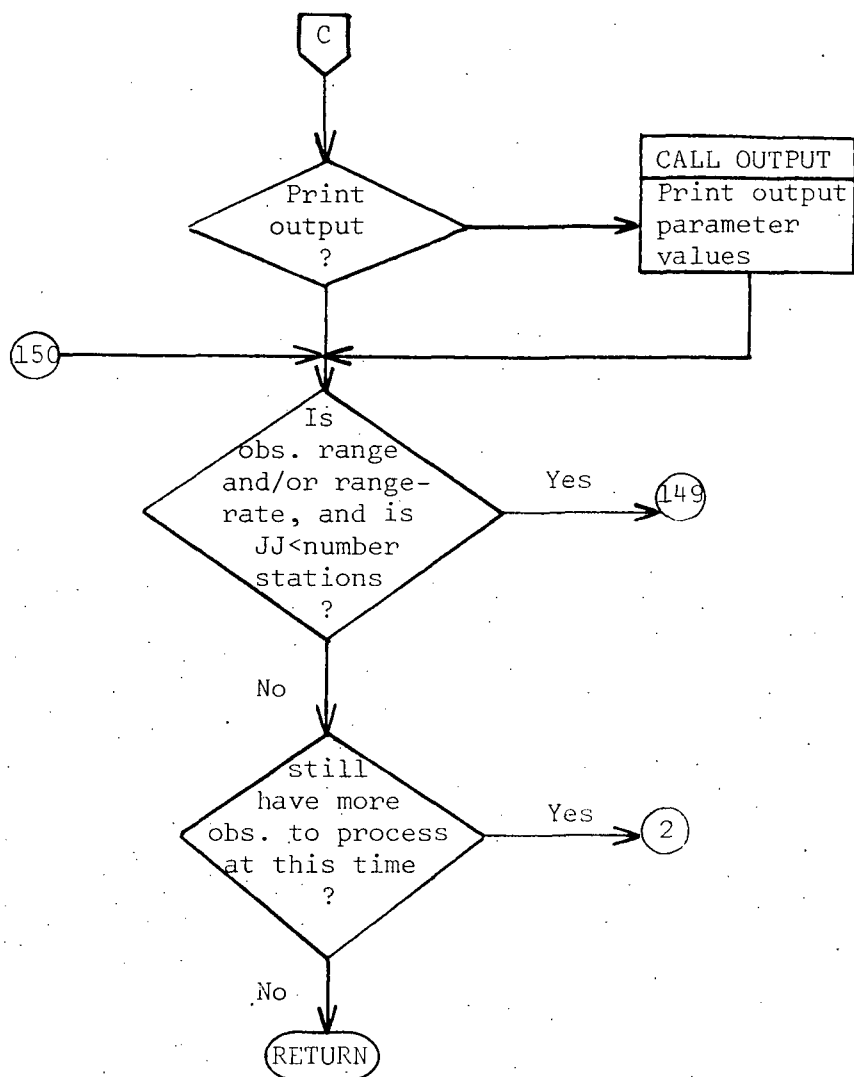 C
Print
output
?
CALL OUTPUT
Print output
parameter
values
150
Is
obs. range
and/or range-
rate, and is
JJ<number
stations
?
Yes
149
No
still
have more
obs. to process
at this time
?
Yes
2
No
RETURN